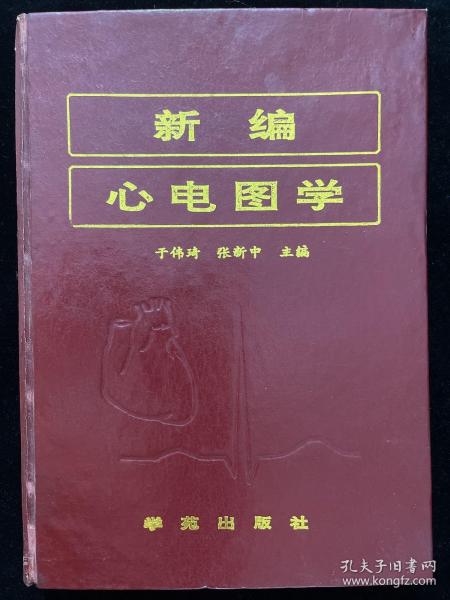 新编
心电图学
于伟琦 张新中 主编
学苑出版社
孔夫子旧书网
www.kongfz.com